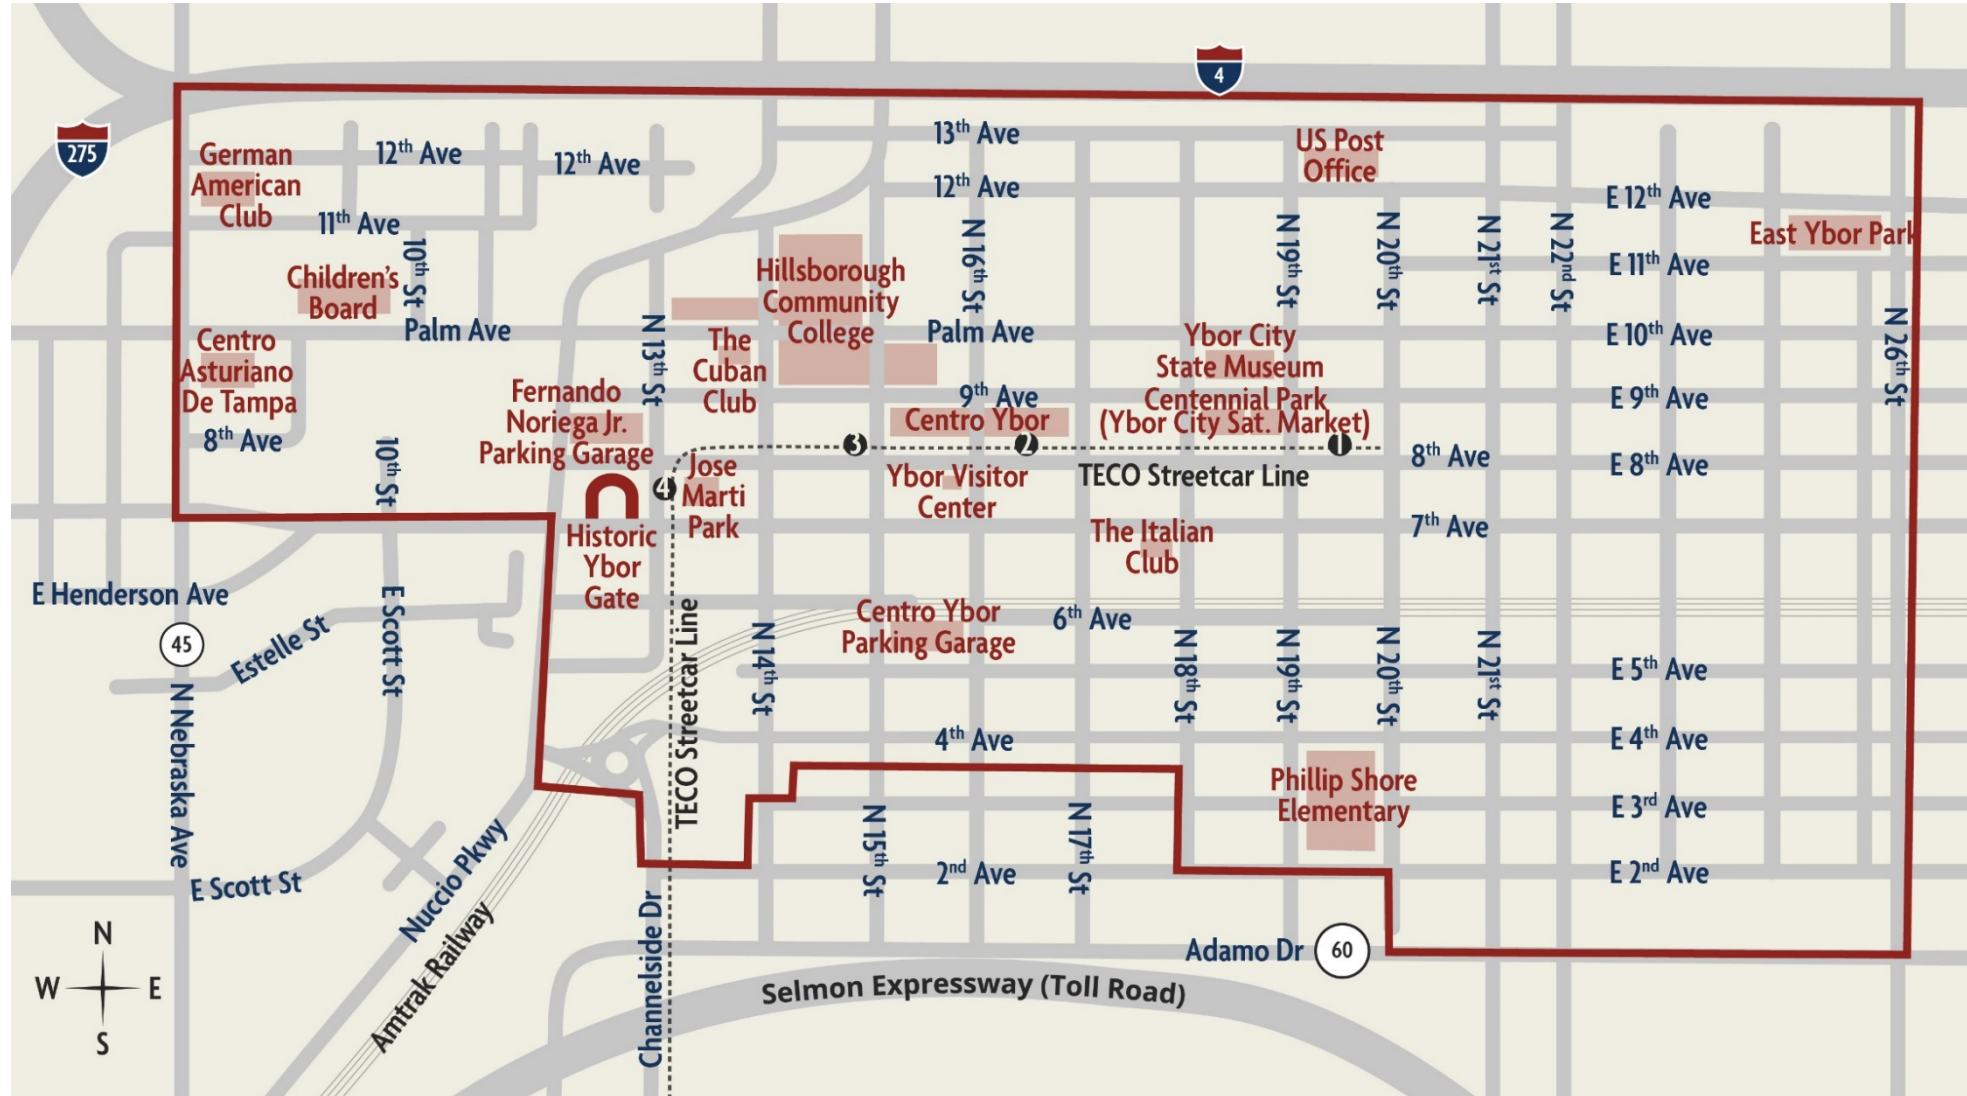 4
275
13th Ave
US Post
Office
German
American
Club
12th Ave
12th Ave
12th Ave
E 12th Ave
11th Ave
East Ybor Park
10th St
N 16th St
N 19th St
N 20th St
N 21st St
N 22nd St
E 11th Ave
Children's
Board
Hillsborough
Community
College
Palm Ave
Palm Ave
N 13th St
The
Cuban
Club
Ybor City
State Museum
E 10th Ave
N 26th St
Centro
Asturiano
De Tampa
Fernando
Noriega Jr.
Parking Garage
9th Ave
Centro Ybor
Centennial Park
(Ybor City Sat. Market)
E 9th Ave
8th Ave
10th St
3
2
1
4
8th Ave
E 8th Ave
Jose
Marti
Park
Ybor Visitor
Center
TECO Streetcar Line
Historic
Ybor
Gate
The Italian
Club
7th Ave
E Henderson Ave
45
Estelle St
E Scott St
Centro Ybor
Parking Garage
6th Ave
TECO Streetcar Line
N 14th St
N 18th St
N 19th St
N 20th St
N 21st St
E 5th Ave
N Nebraska Ave
4th Ave
E 4th Ave
Phillip Shore
Elementary
E 3rd Ave
N 15th St
N 17th St
2nd Ave
E 2nd Ave
E Scott St
Nuccio Pkwy
Amtrak Railway
Channelside Dr
Adamo Dr
60
Selmon Expressway (Toll Road)
N
W
E
S